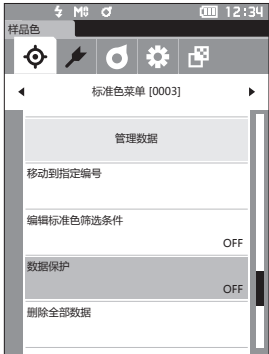 M0 12:34
样品色
标准色菜单 [0003]
管理数据
移动到指定编号
编辑标准色筛选条件
OFF
数据保护
OFF
删除全部数据